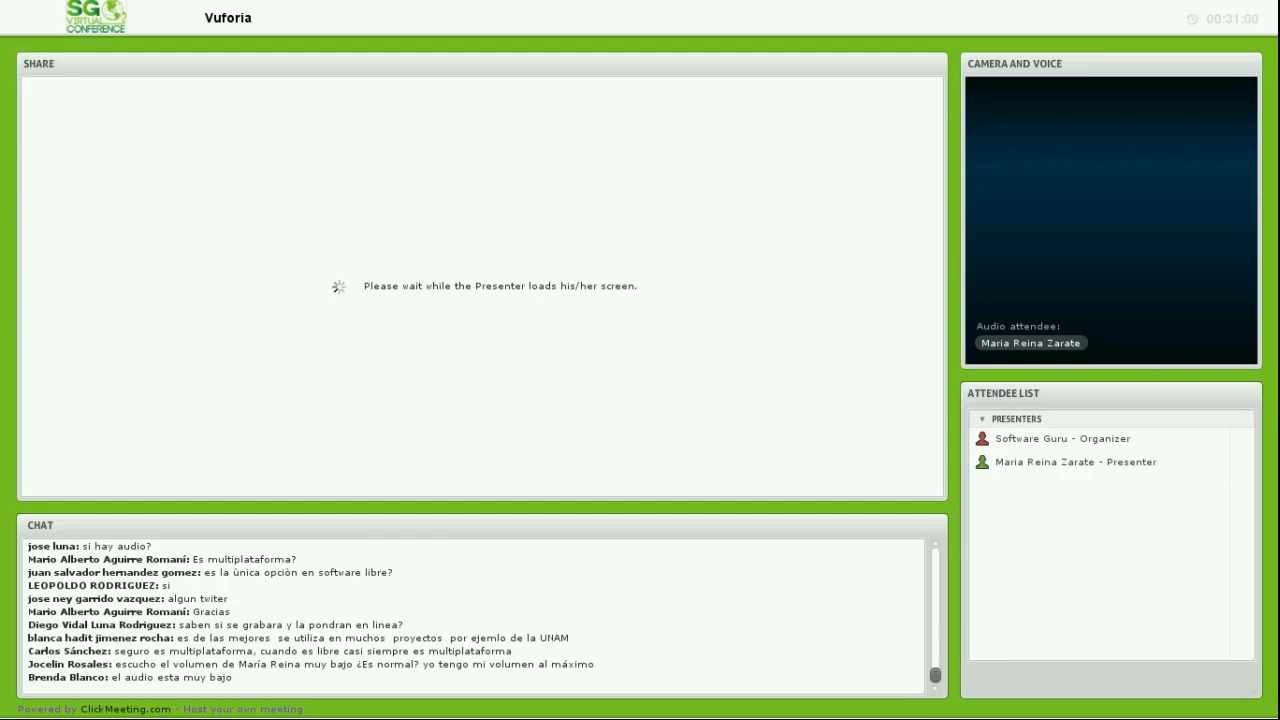 SG
VIRTUAL
CONFERENCE
Vuforia
00:31:00
SHARE
Please wait while the Presenter loads his/her screen.
CAMERA AND VOICE
Audio attendee:
Maria Reina Zarate
ATTENDEE LIST
PRESENTERS
Software Guru - Organizer
Maria Reina Zarate - Presenter
CHAT
jose luna: si hay audio?
Mario Alberto Aguirre Romaní: Es multiplataforma?
juan salvador hernandez gomez: es la ùnica opciòn en software libre?
LEOPOLDO RODRIGUEZ: si
jose ney garrido vazquez: algun twiter
Mario Alberto Aguirre Romaní: Gracias
Diego Vidal Luna Rodriguez: saben si se grabara y la pondran en linea?
blanca hadit jimenez rocha: es de las mejores se utiliza en muchos proyectos por ejemlo de la UNAM
Carlos Sánchez: seguro es multiplataforma, cuando es libre casi siempre es multiplataforma
Jocelin Rosales: escucho el volumen de María Reina muy bajo ¿Es normal? yo tengo mi volumen al máximo
Brenda Blanco: el audio esta muy bajo
Powered by ClickMeeting.com - Host your own meeting